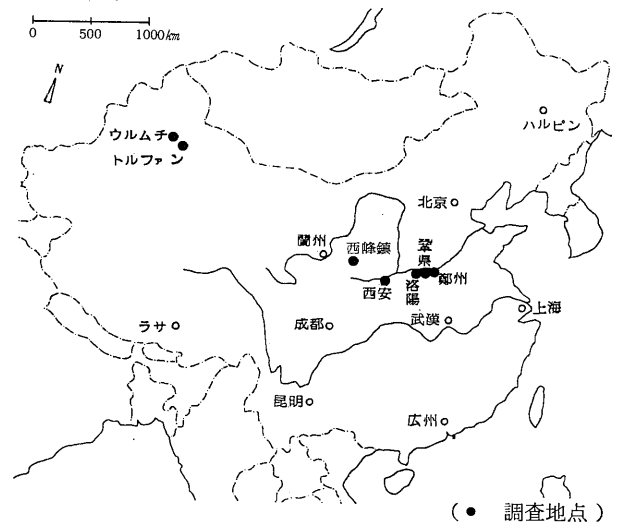 0 500 1000km
N
ウルムチ
トルファン
ハルピン
北京
蘭州
西峰鎮
鞏県
鄭州
西安
洛陽
ラサ
成都
武漢
上海
昆明
広州
(● 調査地点)